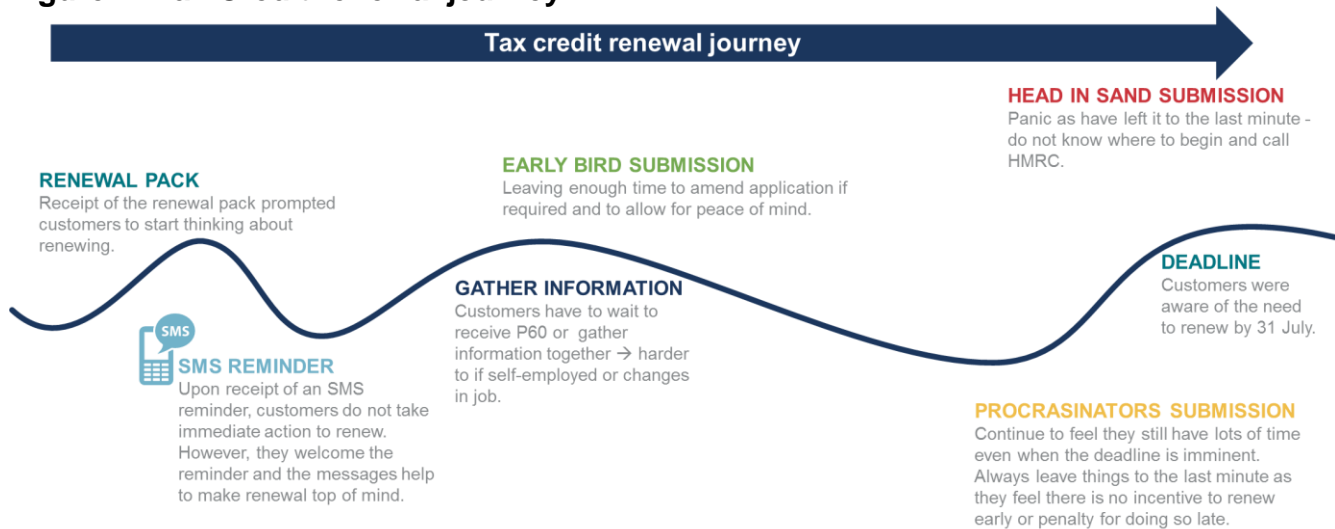 Tax credit renewal journey
HEAD IN SAND SUBMISSION
Panic as have left it to the last minute -
do not know where to begin and call
HMRC.
EARLY BIRD SUBMISSION
Leaving enough time to amend application if
required and to allow for peace of mind.
RENEWAL PACK
Receipt of the renewal pack prompted
customers to start thinking about
renewing.
DEADLINE
Customers were
aware of the need
to renew by 31 July.
GATHER INFORMATION
Customers have to wait to
receive P60 or gather
information together → harder
to if self-employed or changes
in job.
SMS
SMS REMINDER
Upon receipt of an SMS
reminder, customers do not take
immediate action to renew.
However, they welcome the
reminder and the messages help
to make renewal top of mind.
PROCRASINATORS SUBMISSION
Continue to feel they still have lots of time
even when the deadline is imminent.
Always leave things to the last minute as
they feel there is no incentive to renew
early or penalty for doing so late.